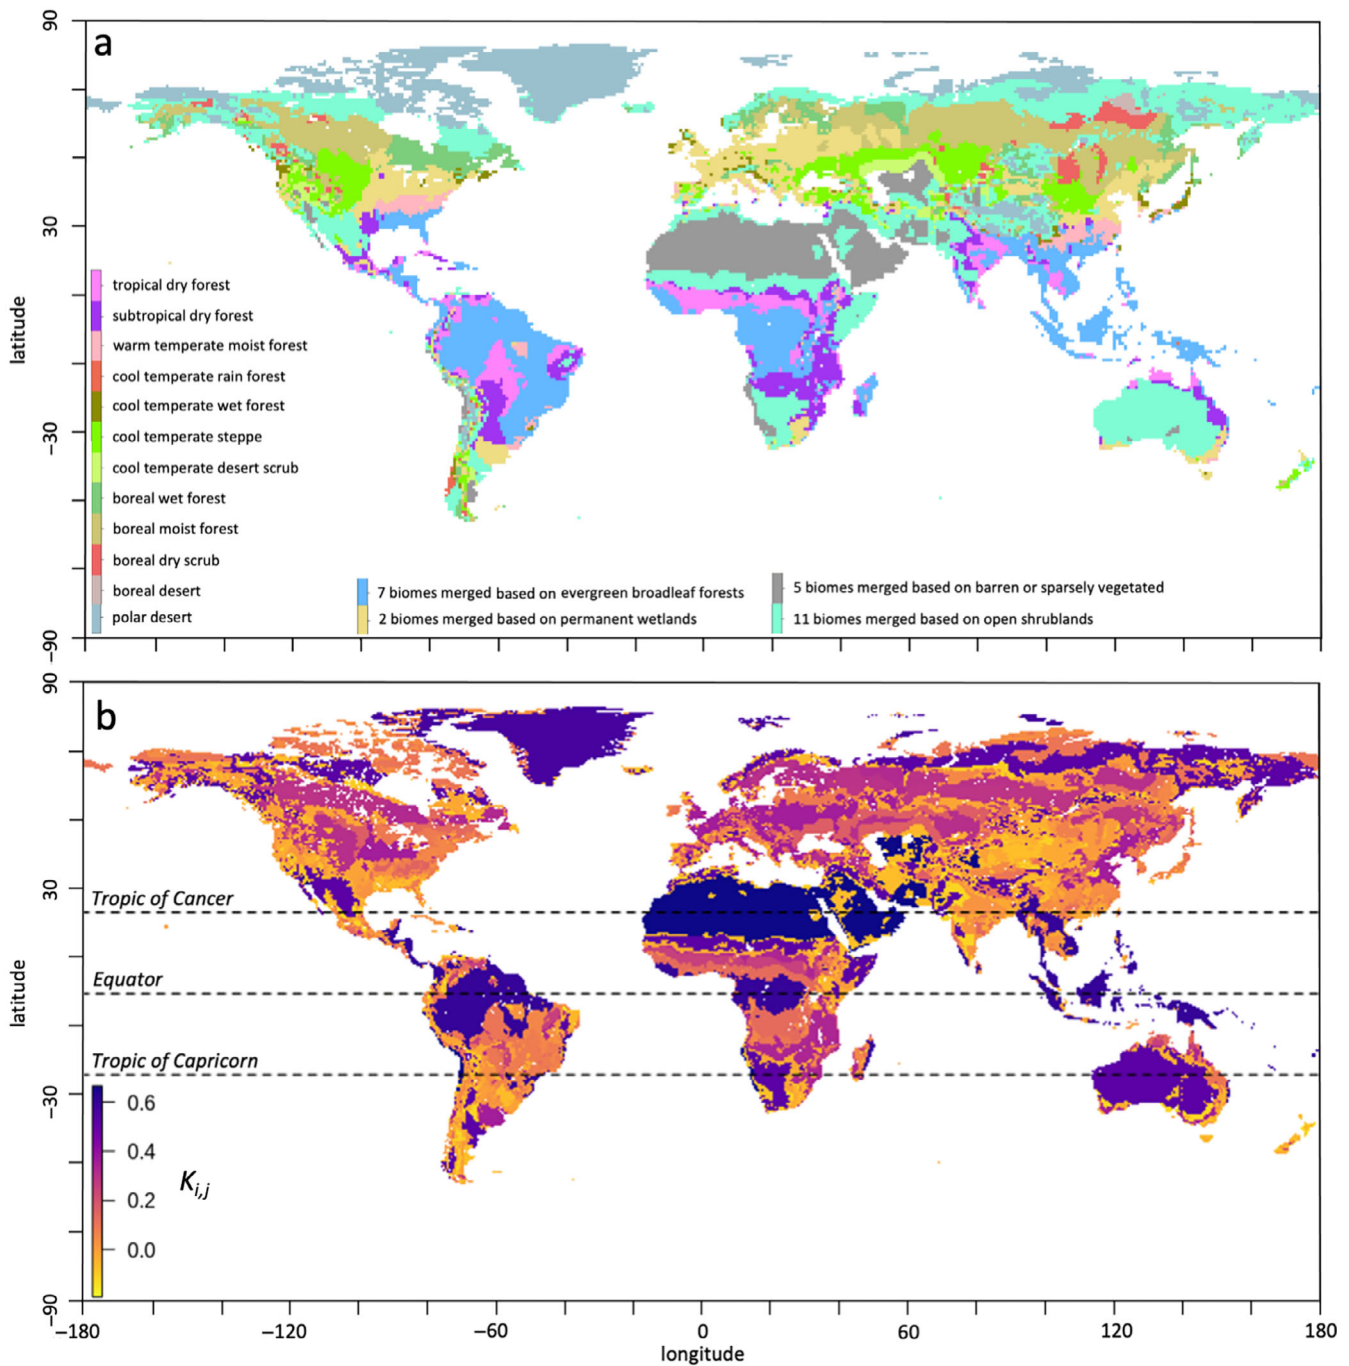 90
a
30
latitude
−30
−90
tropical dry forest
subtropical dry forest
warm temperate moist forest
cool temperate rain forest
cool temperate wet forest
cool temperate steppe
cool temperate desert scrub
boreal wet forest
boreal moist forest
boreal dry scrub
boreal desert
polar desert
7 biomes merged based on evergreen broadleaf forests
2 biomes merged based on permanent wetlands
5 biomes merged based on barren or sparsely vegetated
11 biomes merged based on open shrublands
90
b
30
Tropic of Cancer
Equator
latitude
Tropic of Capricorn
−30
0.6
0.4
0.2
0.0
Ki,j
−90
−180
−120
−60
0
60
120
180
longitude